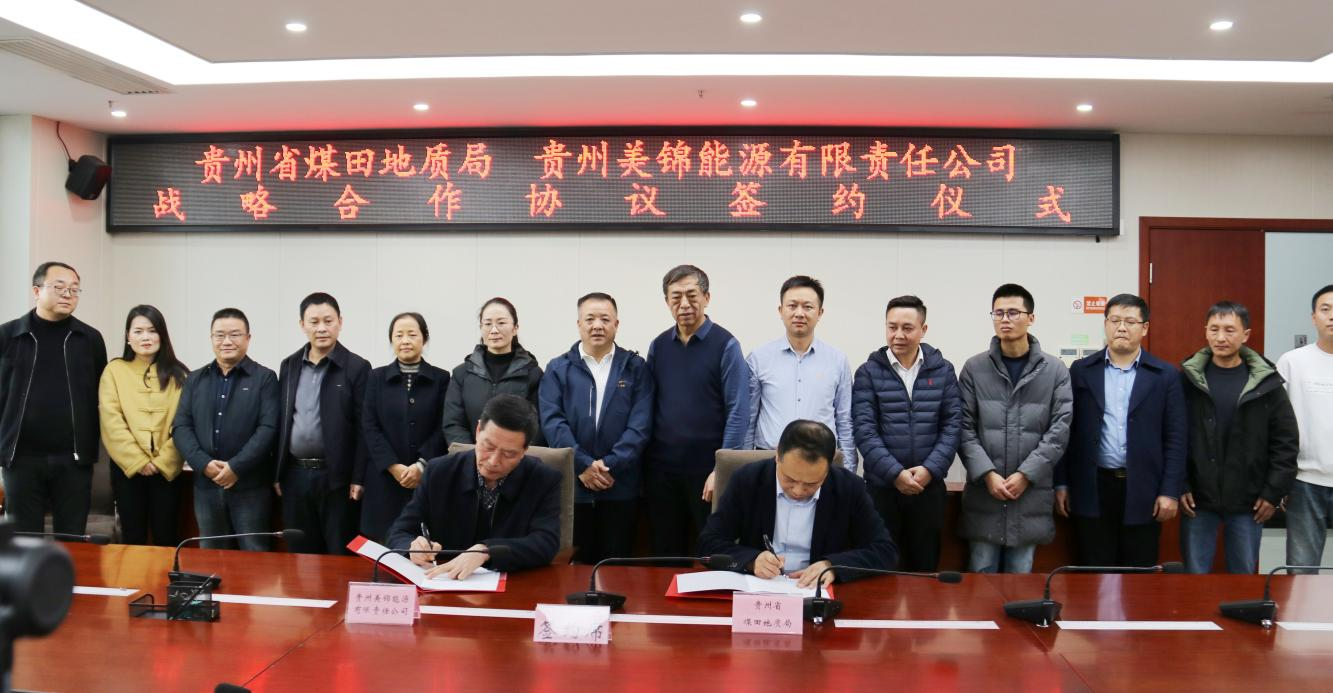 贵州省煤田地质局 贵州美锦能源有限责任公司
战略合作协议签约仪式
贵州美锦能源
有限责任公司
签约席
贵州省
煤田地质局